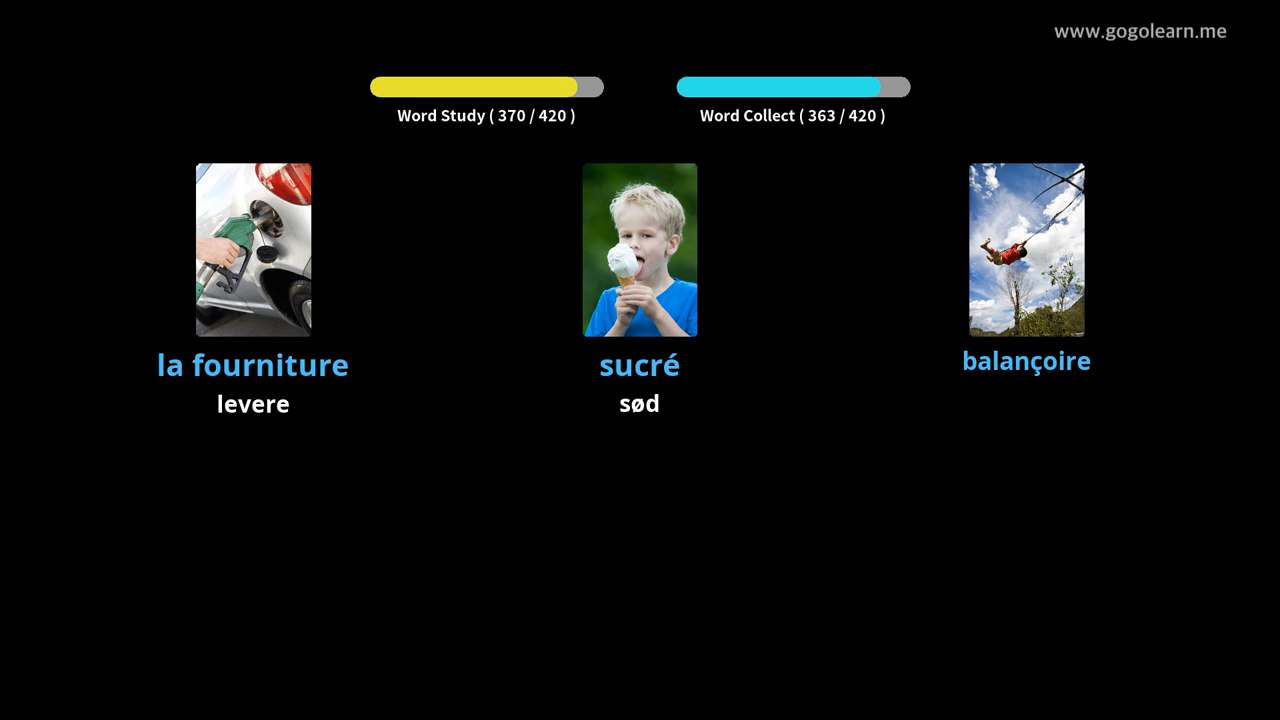 www.gogolearn.me
Word Study ( 370 / 420 )
Word Collect ( 363 / 420 )
la fourniture
levere
sucré
sød
balançoire